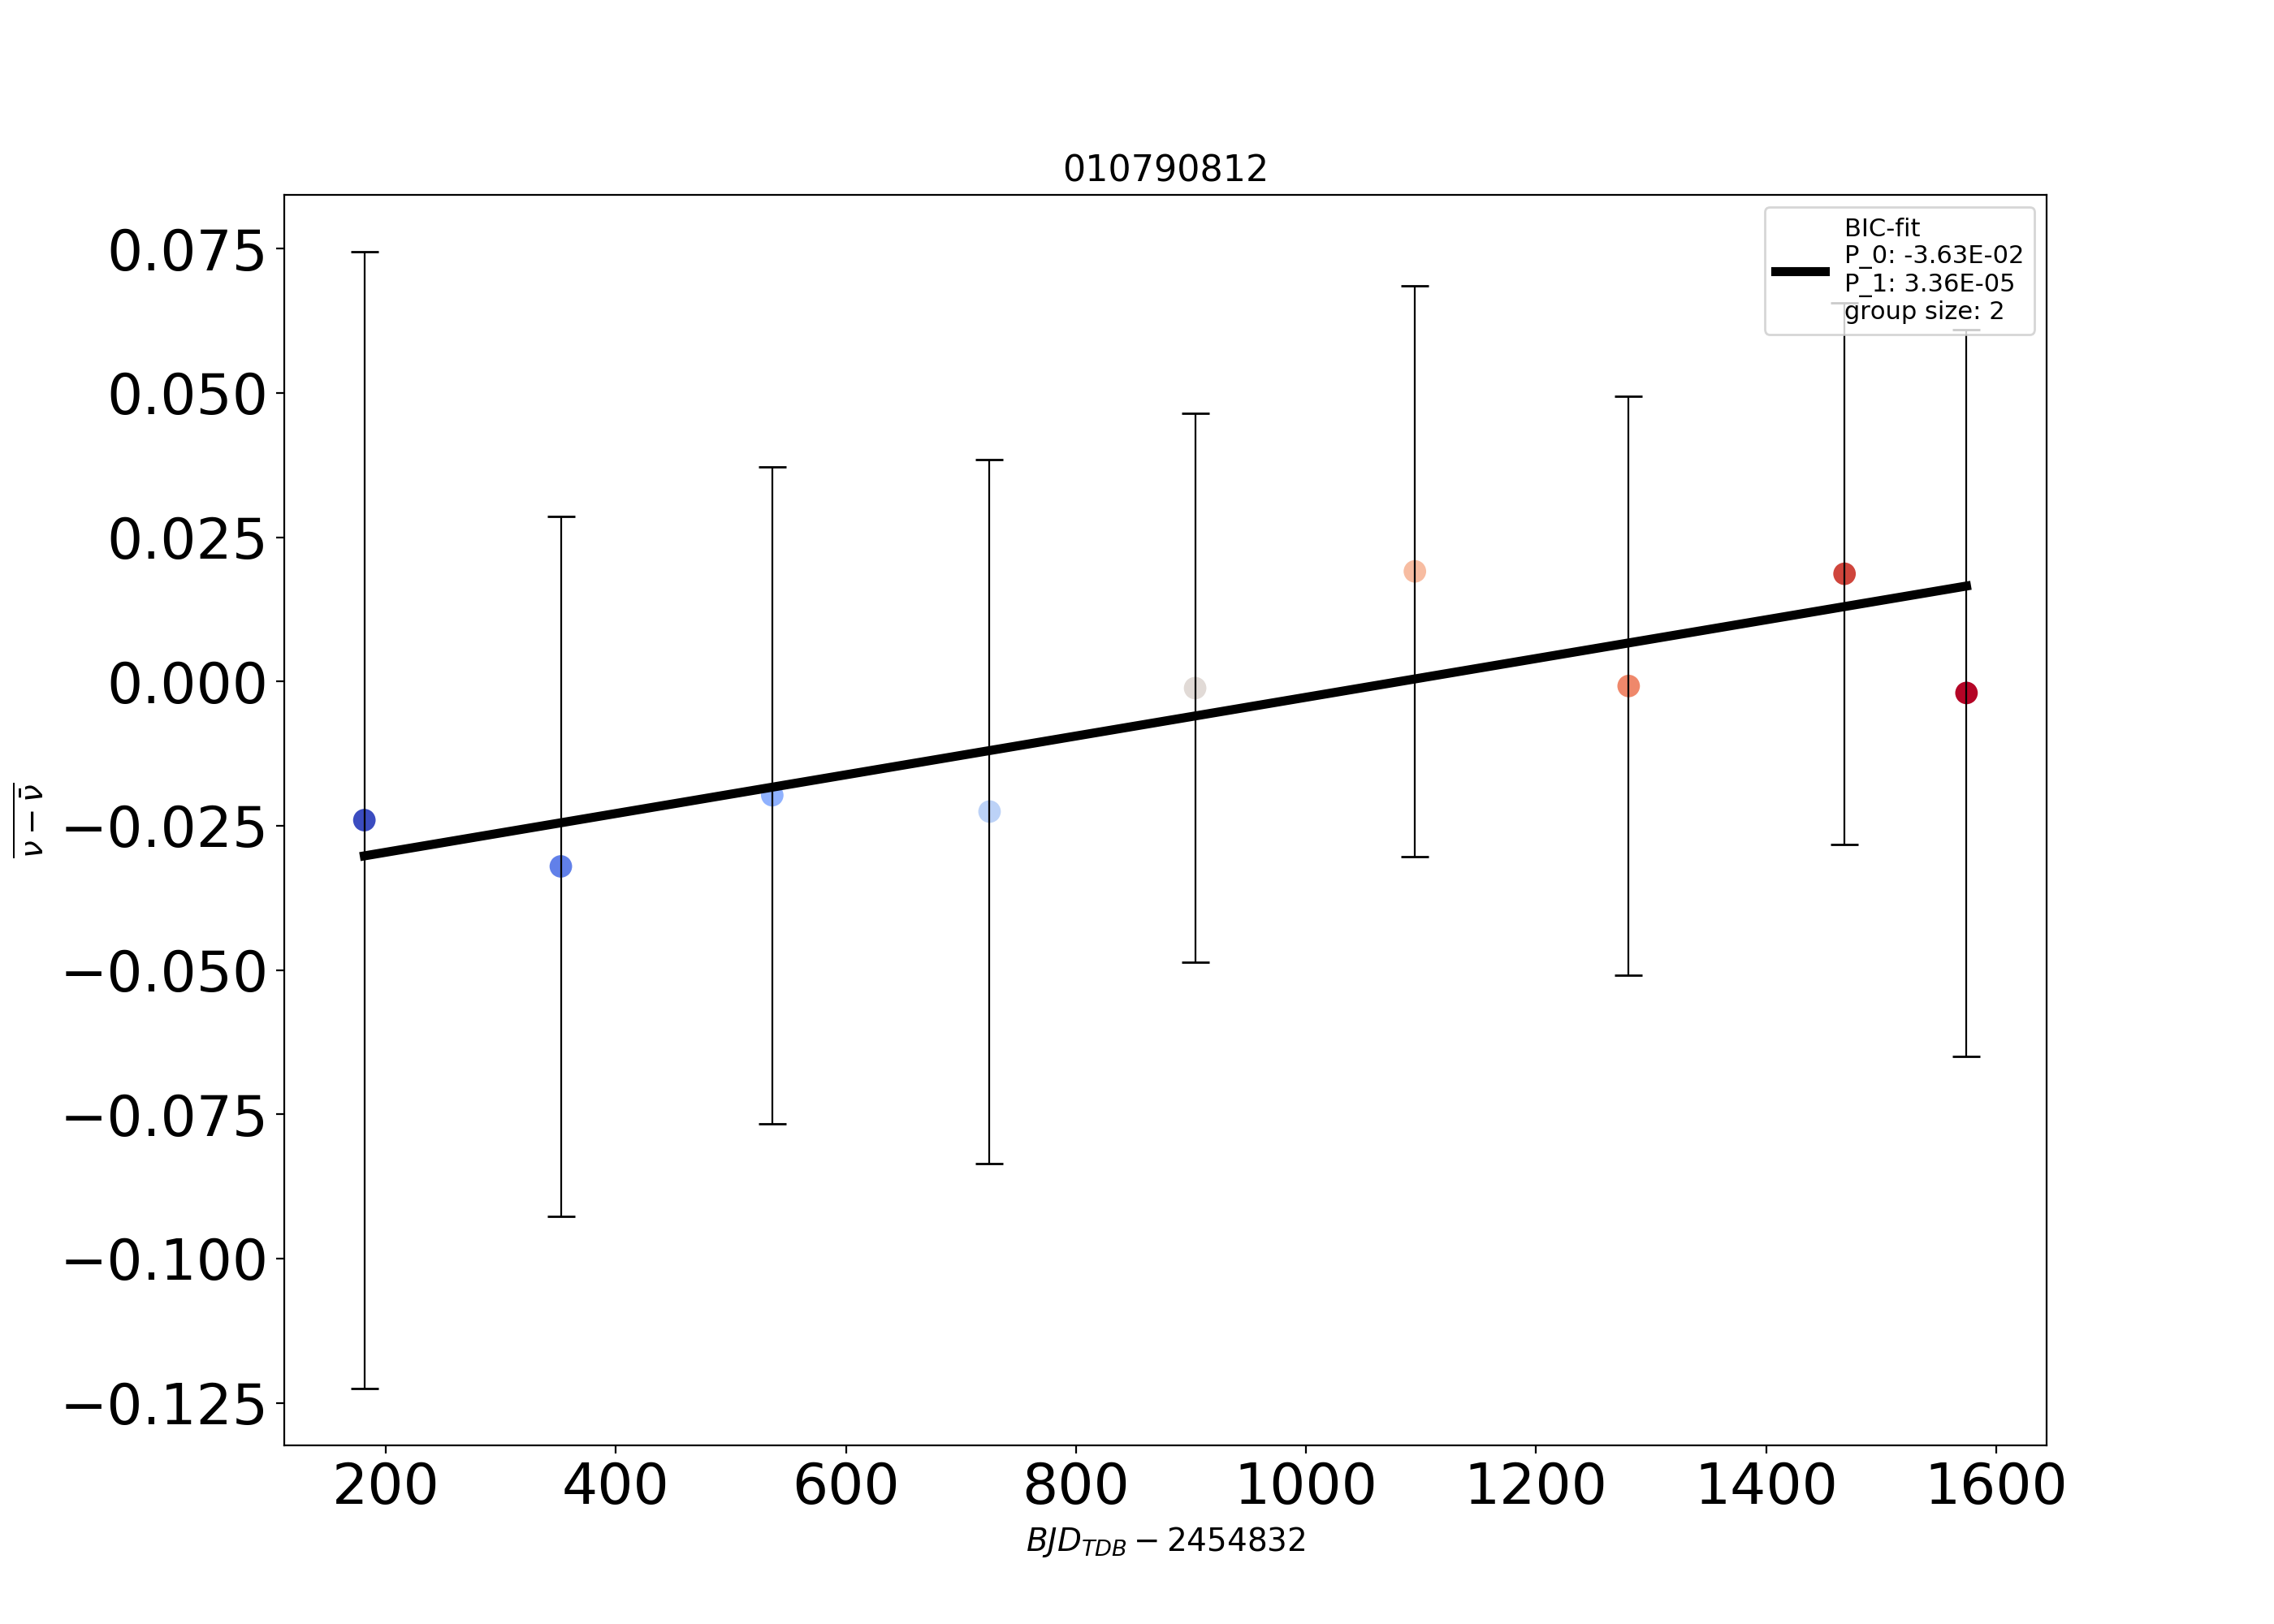 010790812
BIC-fit
P_0: -3.63E-02
P_1: 3.36E-05
group size: 2
0.075
0.050
0.025
0.000
−0.025
−0.050
−0.075
−0.100
−0.125
ν − ν̄
200 400 600 800 1000 1200 1400 1600
BJD_TDB − 2454832